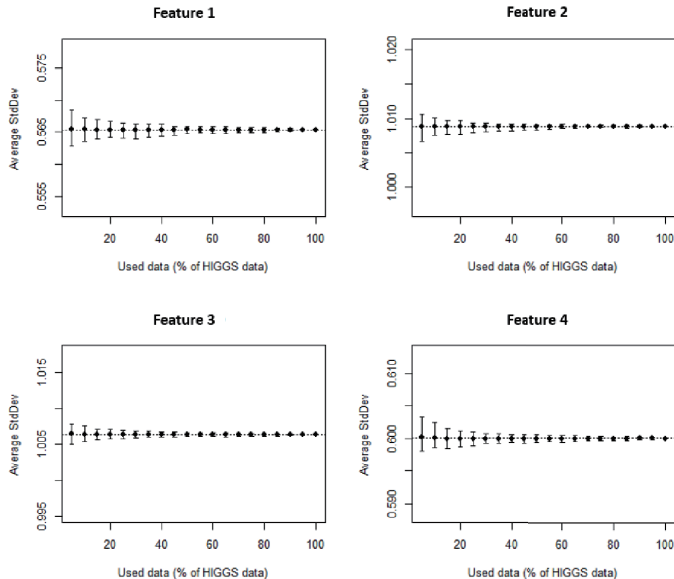 Feature 1
Average StdDev
0.575
0.565
0.555
20 40 60 80 100
Used data (% of HIGGS data)
Feature 2
Average StdDev
1.020
1.010
1.000
20 40 60 80 100
Used data (% of HIGGS data)
Feature 3
Average StdDev
1.015
1.005
0.995
20 40 60 80 100
Used data (% of HIGGS data)
Feature 4
Average StdDev
0.610
0.600
0.590
20 40 60 80 100
Used data (% of HIGGS data)